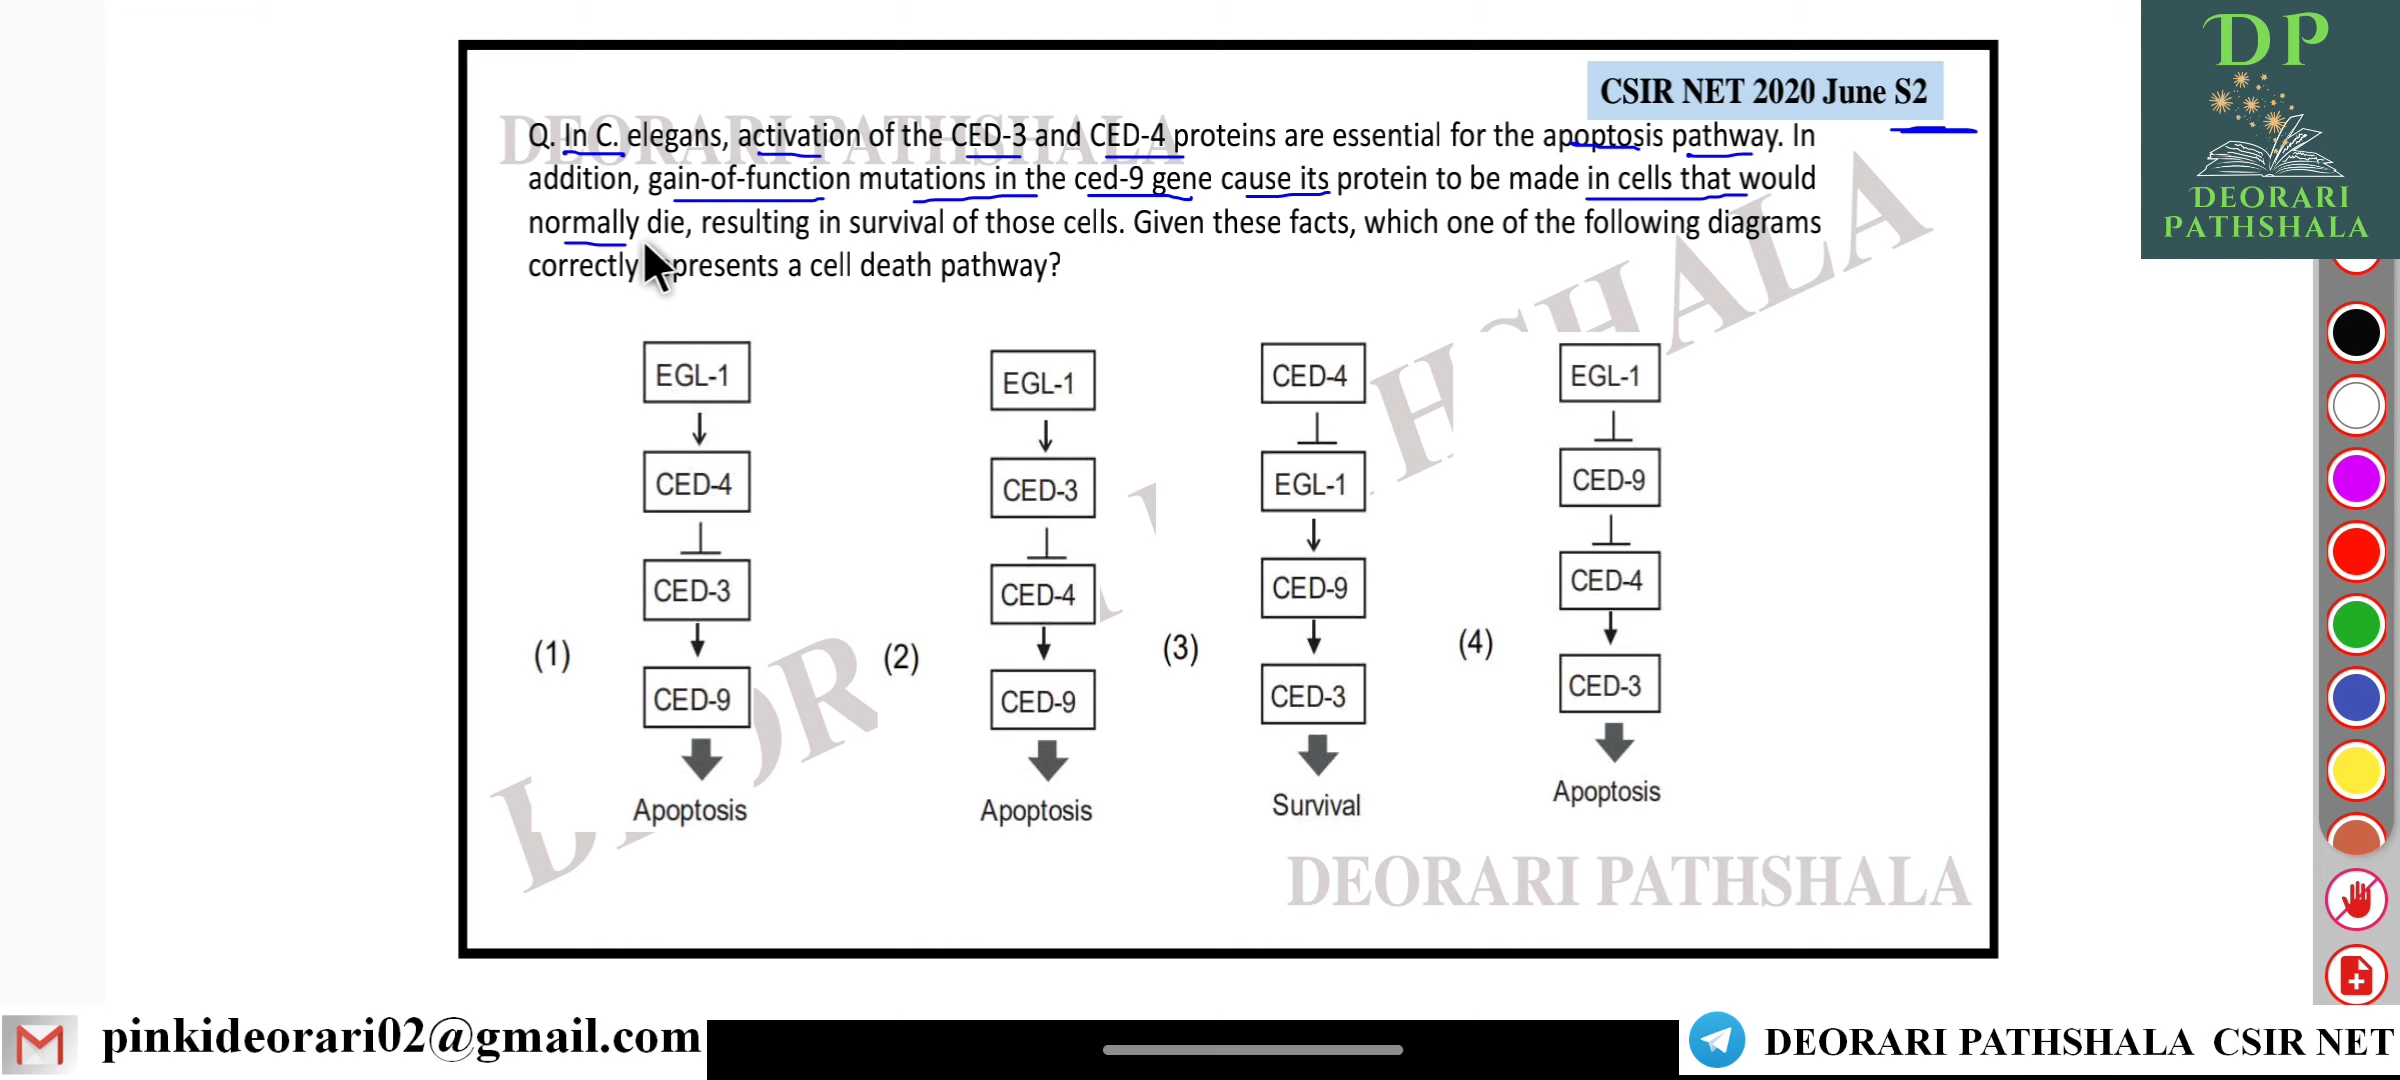 DP
DEORARI
PATHSHALA
CSIR NET 2020 June S2
DEORARI PATHSHALA
Q. In C. elegans, activation of the CED-3 and CED-4 proteins are essential for the apoptosis pathway. In
addition, gain-of-function mutations in the ced-9 gene cause its protein to be made in cells that would
normally die, resulting in survival of those cells. Given these facts, which one of the following diagrams
correctly presents a cell death pathway?
(1)
EGL-1
CED-4
CED-3
CED-9
Apoptosis
(2)
EGL-1
CED-3
CED-4
CED-9
Apoptosis
(3)
CED-4
EGL-1
CED-9
CED-3
Survival
(4)
EGL-1
CED-9
CED-4
CED-3
Apoptosis
DEORARI PATHSHALA
pinkideorari02@gmail.com
DEORARI PATHSHALA CSIR NET